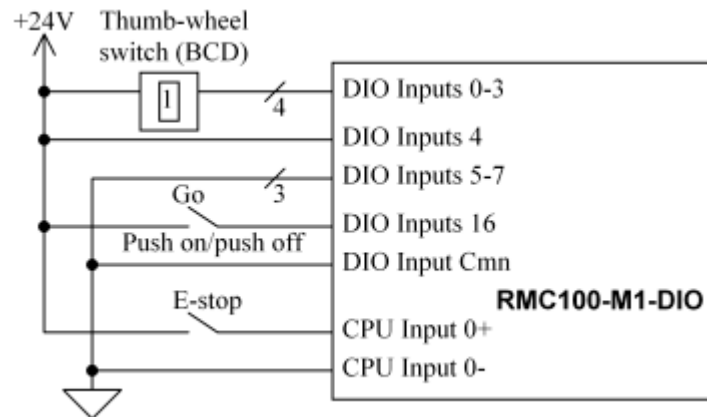 +24V
Thumb-wheel
switch (BCD)
1
4
DIO Inputs 0-3
DIO Inputs 4
3
DIO Inputs 5-7
Go
DIO Inputs 16
Push on/push off
DIO Input Cmn
RMC100-M1-DIO
E-stop
CPU Input 0+
CPU Input 0-